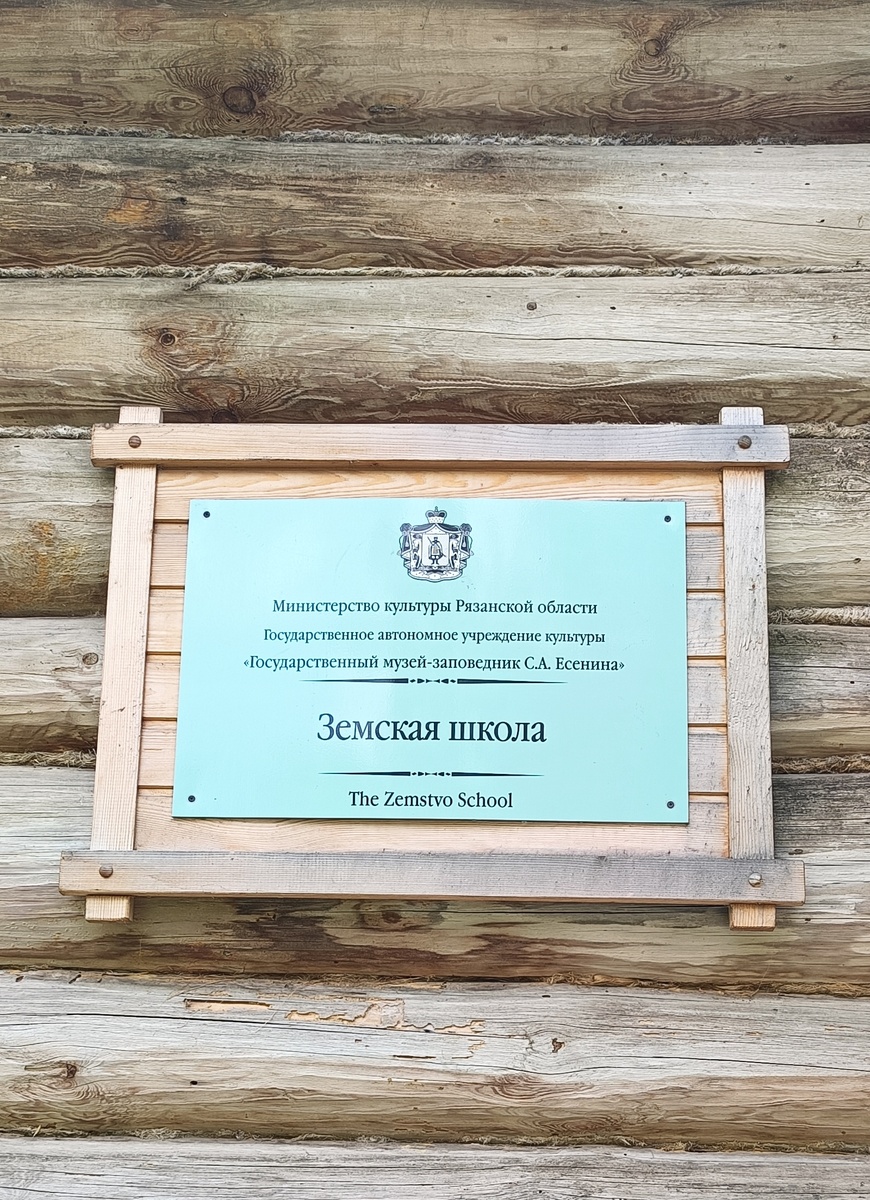 Министерство культуры Рязанской области
Государственное автономное учреждение культуры
«Государственный музей-заповедник С.А. Есенина»
Земская школа
The Zemstvo School